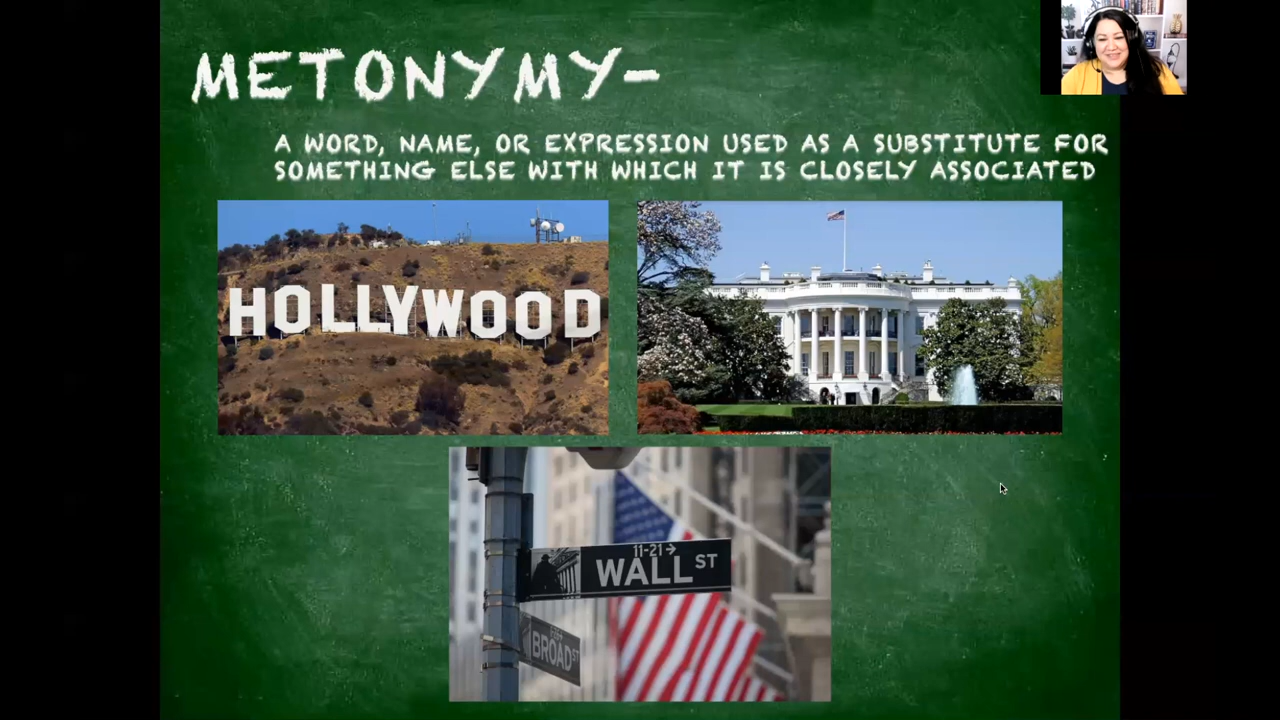 METONYMY-
A WORD, NAME, OR EXPRESSION USED AS A SUBSTITUTE FOR
SOMETHING ELSE WITH WHICH IT IS CLOSELY ASSOCIATED
HOLLYWOOD
11-21→
WALL ST
BROAD ST